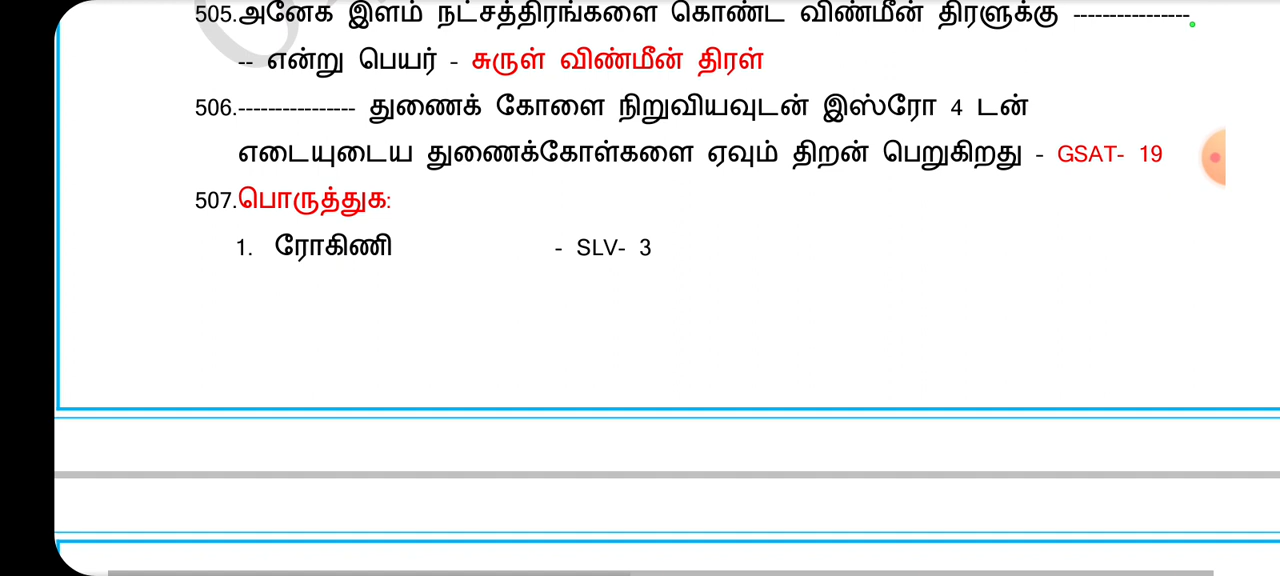 505.அனேக இளம் நட்சத்திரங்களை கொண்ட விண்மீன் திரளுக்கு ----------------
-- என்று பெயர் - சுருள் விண்மீன் திரள்
506.---------------- துணைக் கோளை நிறுவியவுடன் இஸ்ரோ 4 டன்
எடையுடைய துணைக்கோள்களை ஏவும் திறன் பெறுகிறது - GSAT- 19
507.பொருத்துக:
1. ரோகிணி - SLV- 3